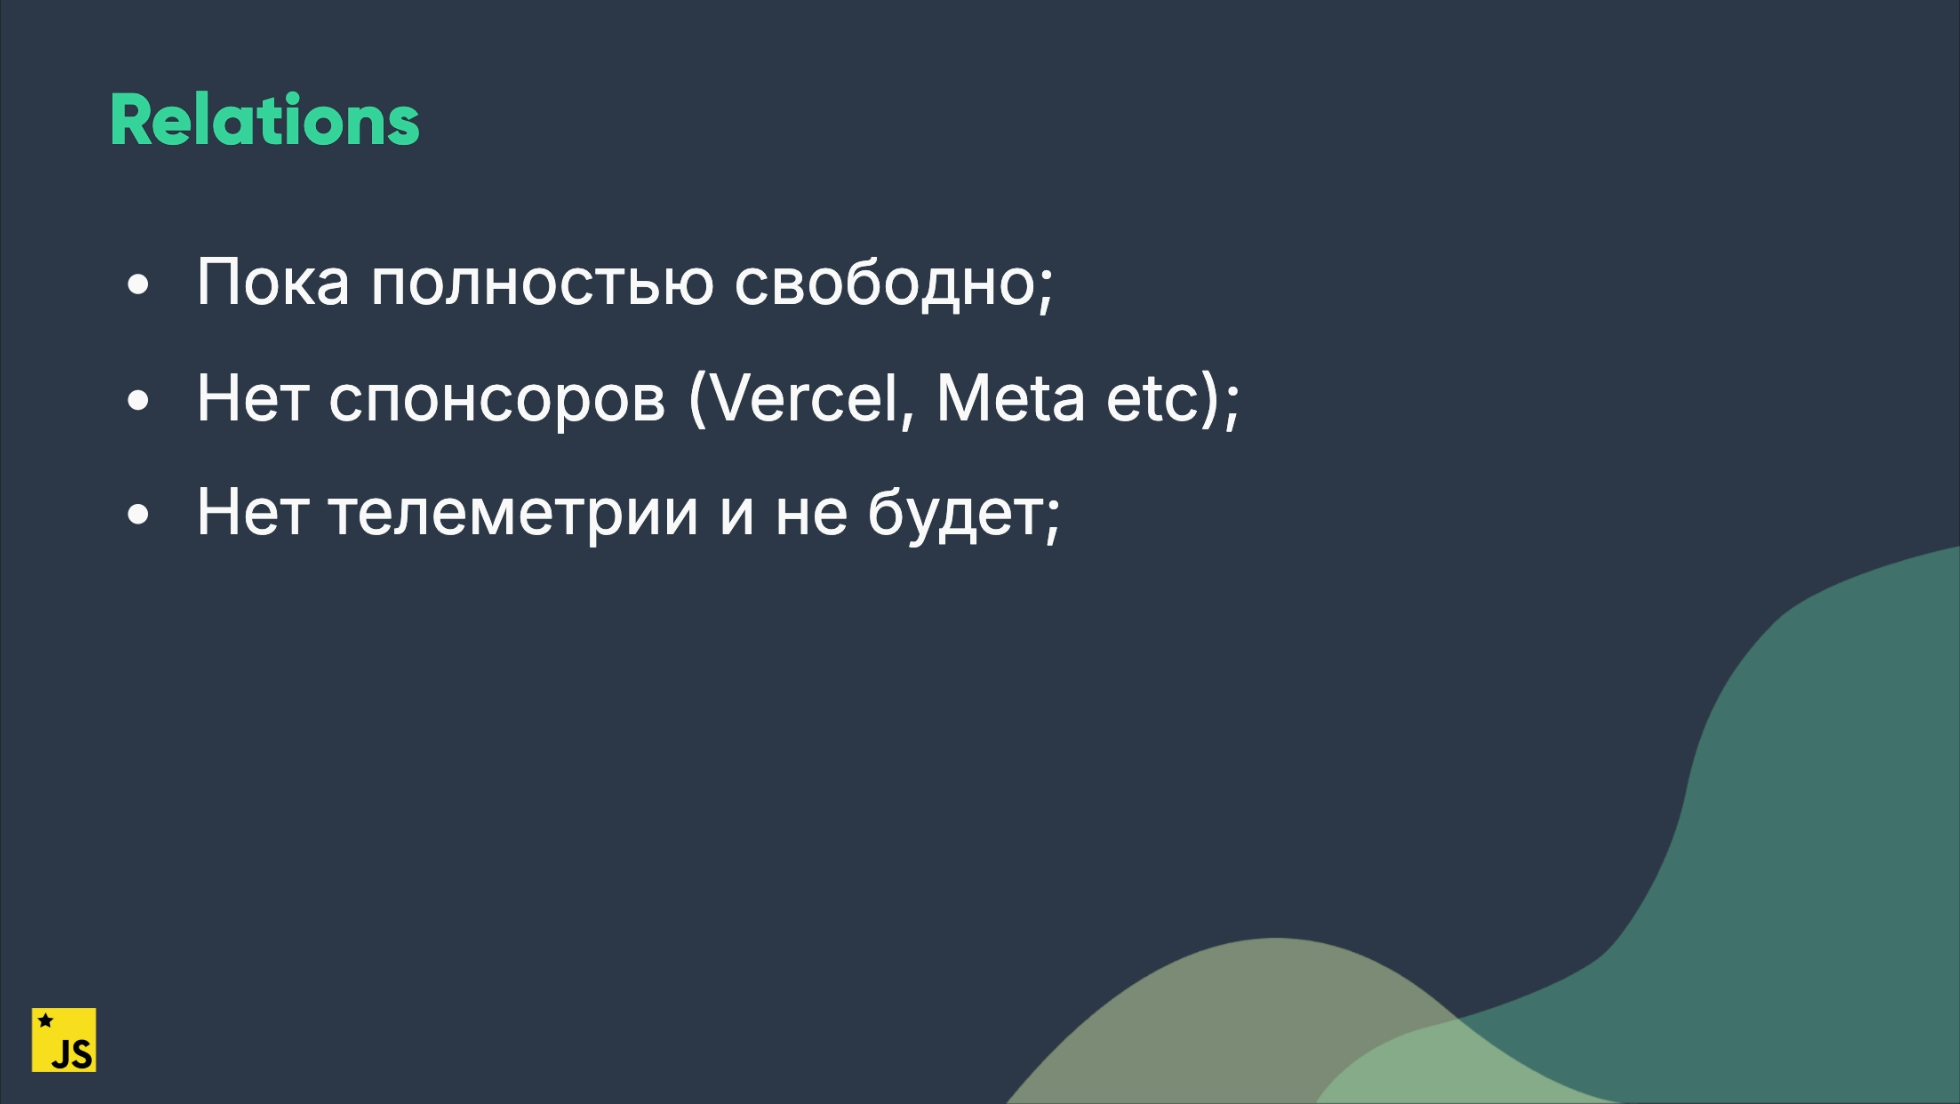 Relations
• Пока полностью свободно;
• Нет спонсоров (Vercel, Meta etc);
• Нет телеметрии и не будет;
JS